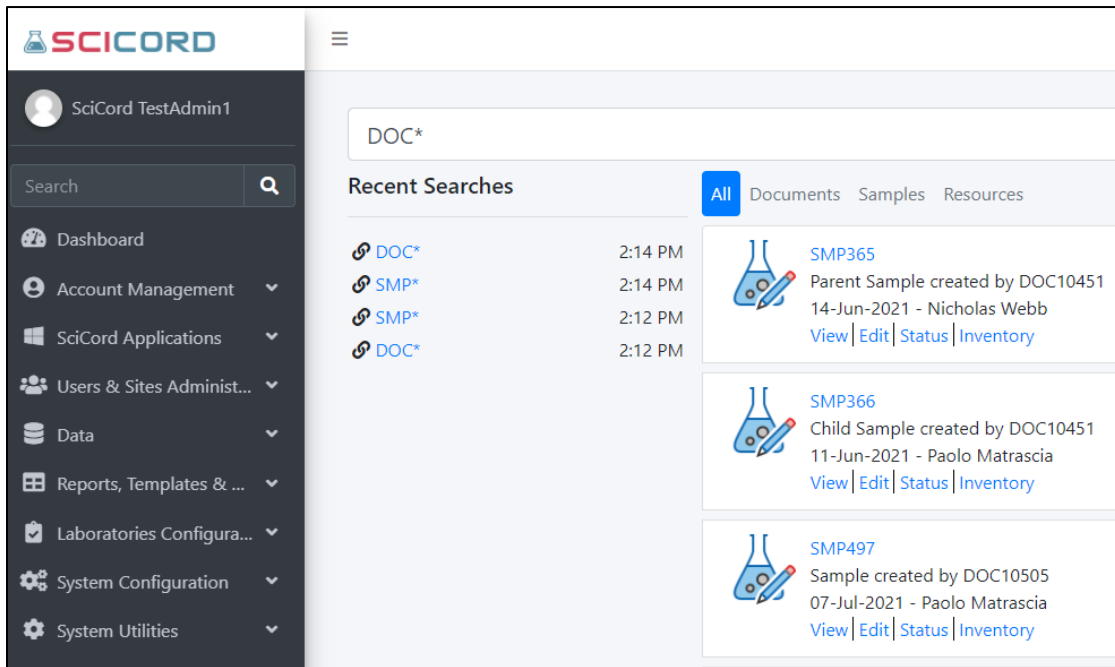 SCICORD
SciCord TestAdmin1
Search
Dashboard
Account Management
SciCord Applications
Users & Sites Administ...
Data
Reports, Templates & ...
Laboratories Configura...
System Configuration
System Utilities
DOC*
Recent Searches
DOC* 2:14 PM
SMP* 2:14 PM
SMP* 2:12 PM
DOC* 2:12 PM
All Documents Samples Resources
SMP365
Parent Sample created by DOC10451
14-Jun-2021 - Nicholas Webb
View|Edit|Status|Inventory
SMP366
Child Sample created by DOC10451
11-Jun-2021 - Paolo Matrascia
View|Edit|Status|Inventory
SMP497
Sample created by DOC10505
07-Jul-2021 - Paolo Matrascia
View|Edit|Status|Inventory